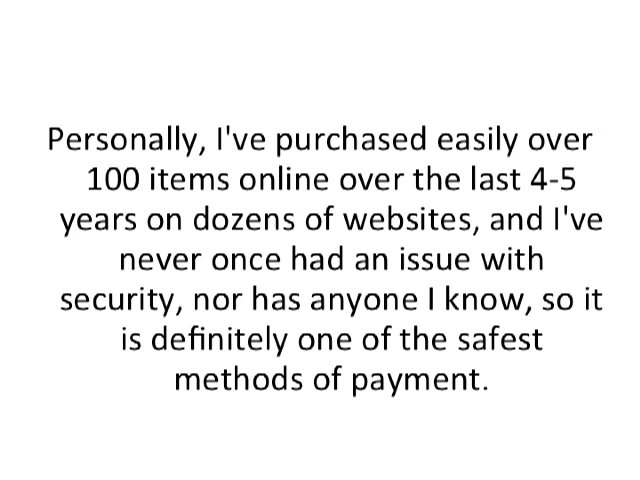 Personally, I've purchased easily over
100 items online over the last 4-5
years on dozens of websites, and I've
never once had an issue with
security, nor has anyone I know, so it
is definitely one of the safest
methods of payment.